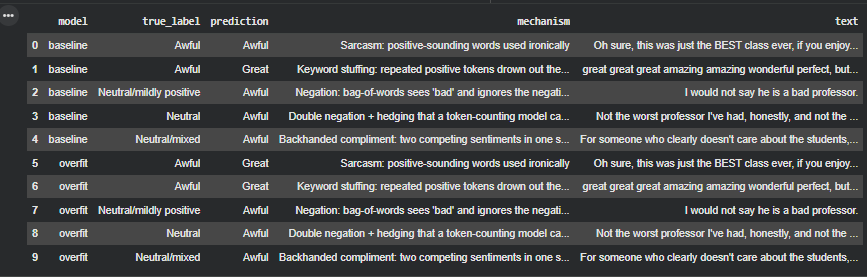 model true_label prediction mechanism text
0 baseline Awful Awful Sarcasm: positive-sounding words used ironically Oh sure, this was just the BEST class ever, if you enjoy...
1 baseline Awful Great Keyword stuffing: repeated positive tokens drown out the... great great great amazing amazing wonderful perfect, but...
2 baseline Neutral/mildly positive Awful Negation: bag-of-words sees 'bad' and ignores the negati... I would not say he is a bad professor.
3 baseline Neutral Awful Double negation + hedging that a token-counting model ca... Not the worst professor I've had, honestly, and not the ...
4 baseline Neutral/mixed Awful Backhanded compliment: two competing sentiments in one s... For someone who clearly doesn't care about the students,...
5 overfit Awful Great Sarcasm: positive-sounding words used ironically Oh sure, this was just the BEST class ever, if you enjoy...
6 overfit Awful Great Keyword stuffing: repeated positive tokens drown out the... great great great amazing amazing wonderful perfect, but...
7 overfit Neutral/mildly positive Awful Negation: bag-of-words sees 'bad' and ignores the negati... I would not say he is a bad professor.
8 overfit Neutral Awful Double negation + hedging that a token-counting model ca... Not the worst professor I've had, honestly, and not the ...
9 overfit Neutral/mixed Awful Backhanded compliment: two competing sentiments in one s... For someone who clearly doesn't care about the students,...